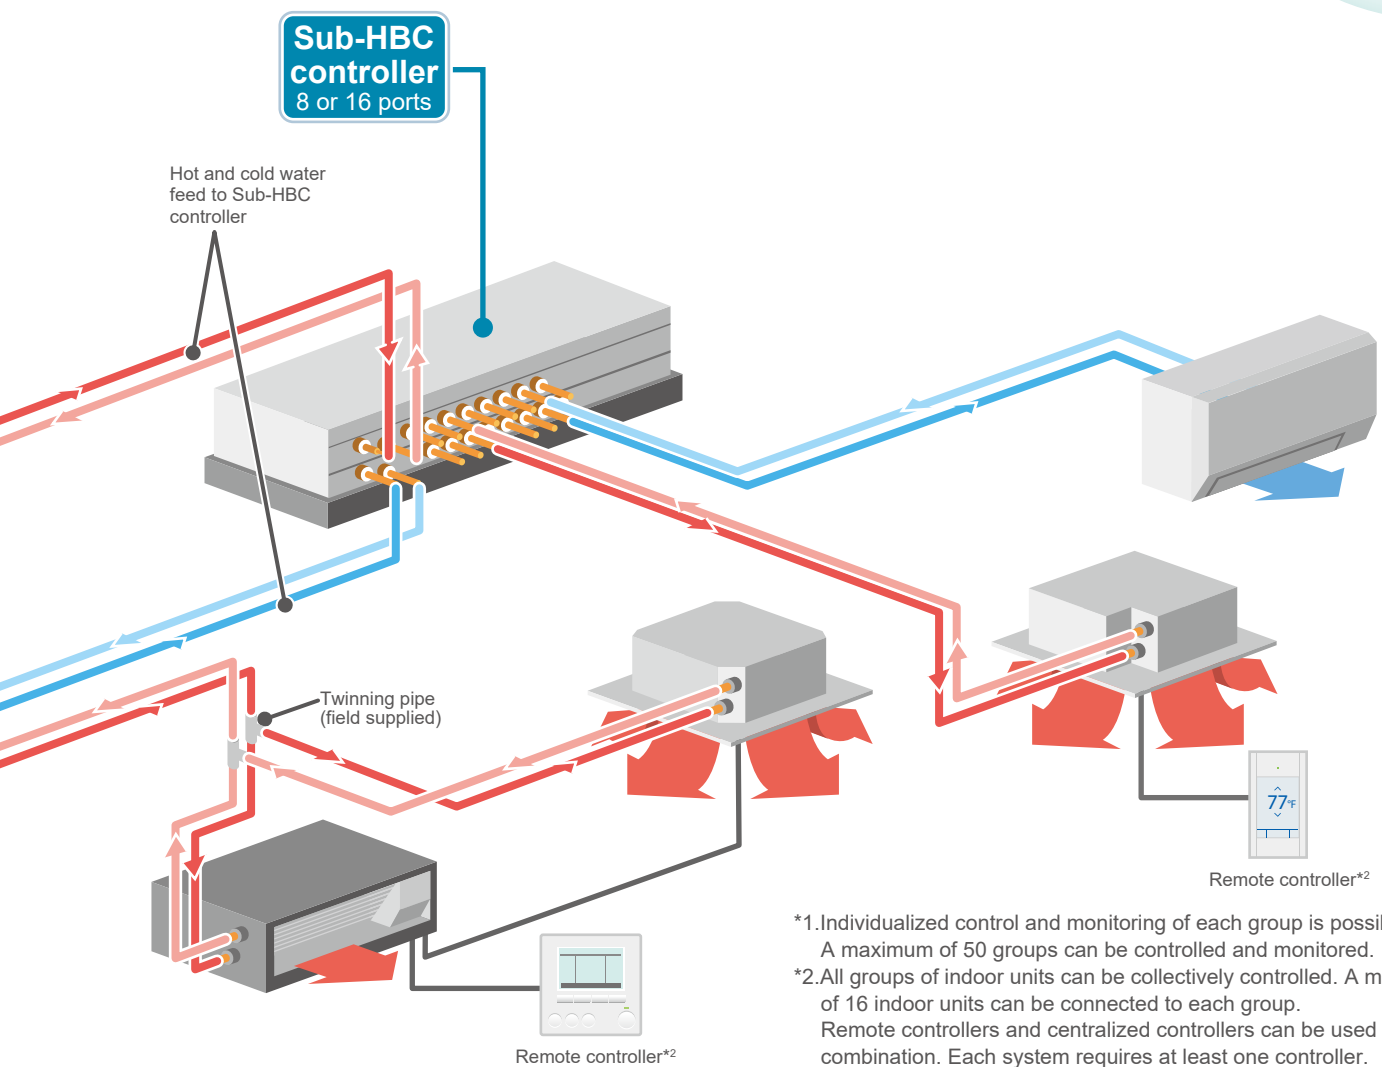 Sub-HBC
controller
8 or 16 ports
Hot and cold water
feed to Sub-HBC
controller
Twinning pipe
(field supplied)
77°F
Remote controller*2
Remote controller*2
*1.Individualized control and monitoring of each group is
A maximum of 50 groups can be controlled and monitored.
*2.All groups of indoor units can be collectively controlled. A
of 16 indoor units can be connected to each group.
Remote controllers and centralized controllers can be used
combination. Each system requires at least one controller.